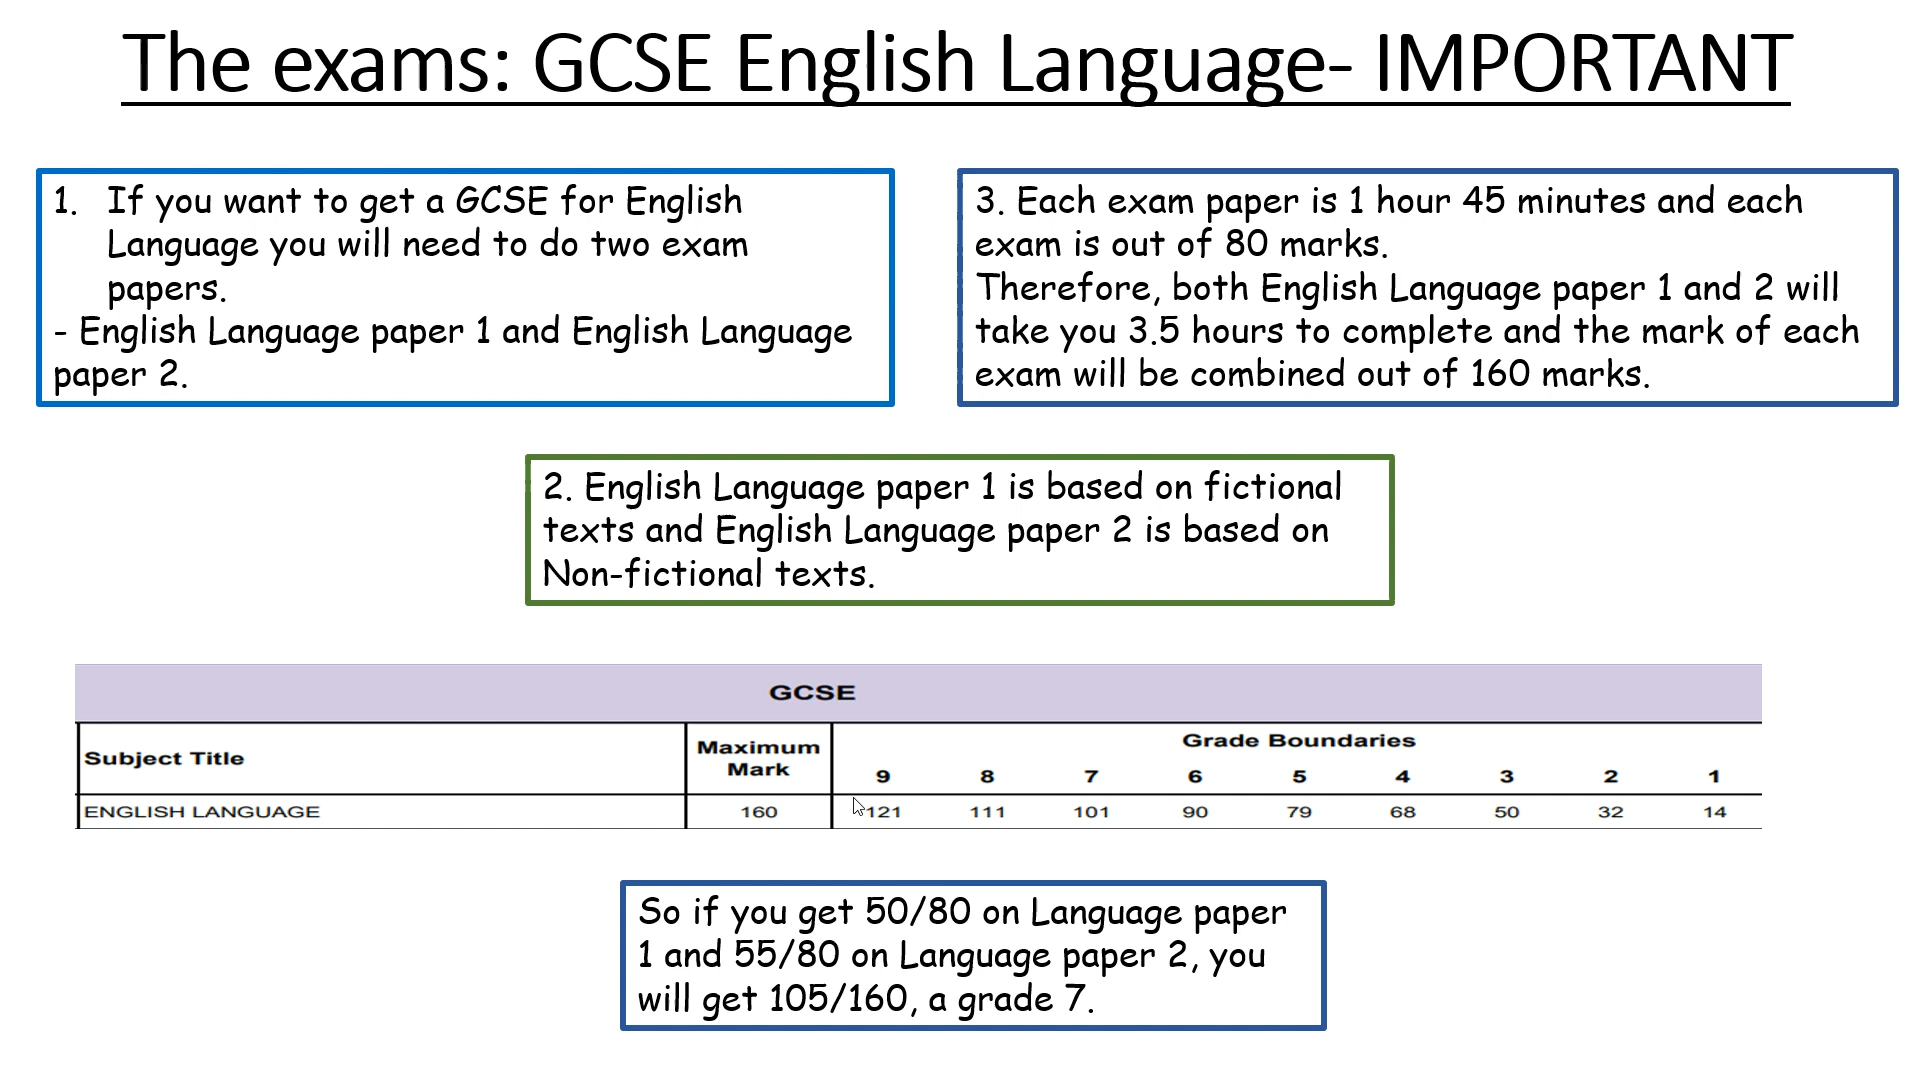 The exams: GCSE English Language- IMPORTANT
1. If you want to get a GCSE for English
Language you will need to do two exam
papers.
- English Language paper 1 and English Language
paper 2.
3. Each exam paper is 1 hour 45 minutes and each
exam is out of 80 marks.
Therefore, both English Language paper 1 and 2 will
take you 3.5 hours to complete and the mark of each
exam will be combined out of 160 marks.
2. English Language paper 1 is based on fictional
texts and English Language paper 2 is based on
Non-fictional texts.
GCSE
Subject Title
Maximum
Mark
Grade Boundaries
9 8 7 6 5 4 3 2 1
ENGLISH LANGUAGE 160 121 111 101 90 79 68 50 32 14
So if you get 50/80 on Language paper
1 and 55/80 on Language paper 2, you
will get 105/160, a grade 7.